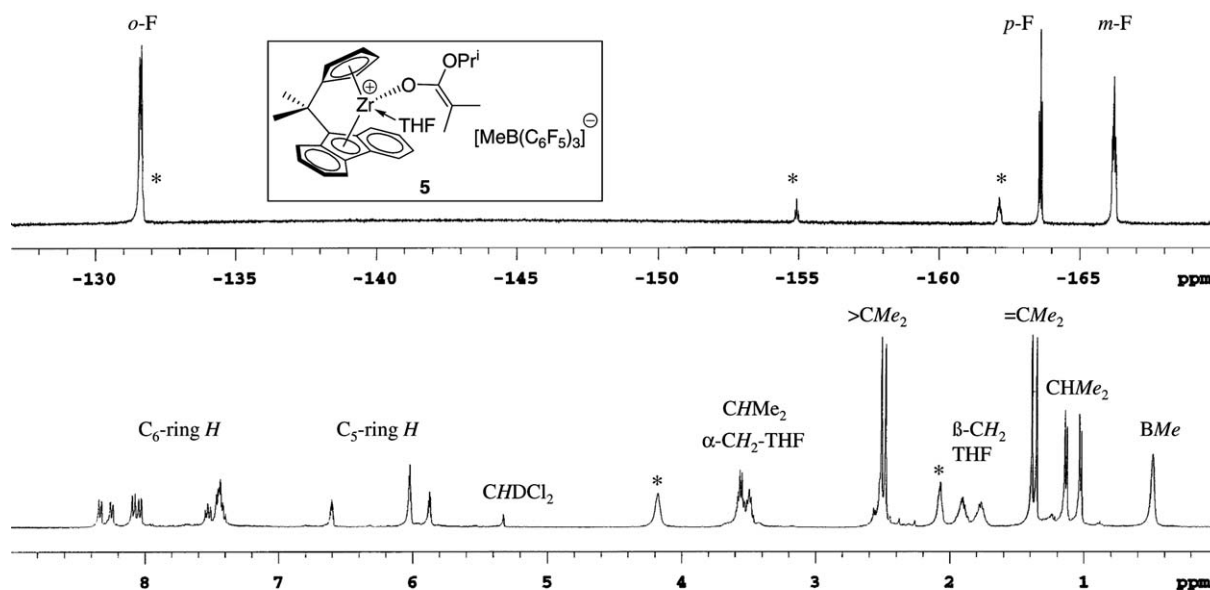 o-F
p-F
m-F
OPrⁱ
O
⊕
Zr
THF
[MeB(C₆F₅)₃]⊖
5
*
*
*
-130
-135
-140
-145
-150
-155
-160
-165
ppm
>CMe₂
=CMe₂
CHMe₂
CHMe₂
C₆-ring H
C₅-ring H
α-CH₂-THF
ß-CH₂
THF
BMe
CHDCl₂
*
*
8
7
6
5
4
3
2
1
ppm